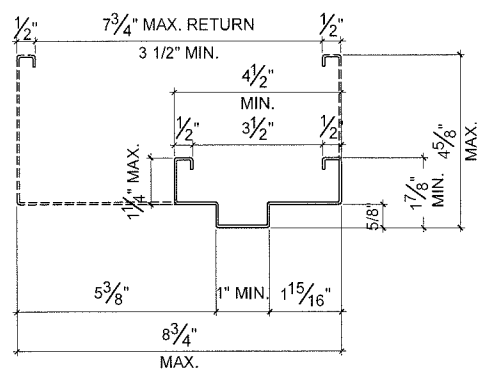 1/2" 7 3/4" MAX. RETURN 1/2"
3 1/2" MIN.
4 1/2"
MIN.
1/2" 3 1/2" 1/2"
1 1/4" MAX.
4 5/8"
MAX.
1 7/8"
MIN.
5/8"
5 3/8" 1" MIN. 1 15/16"
8 3/4"
MAX.